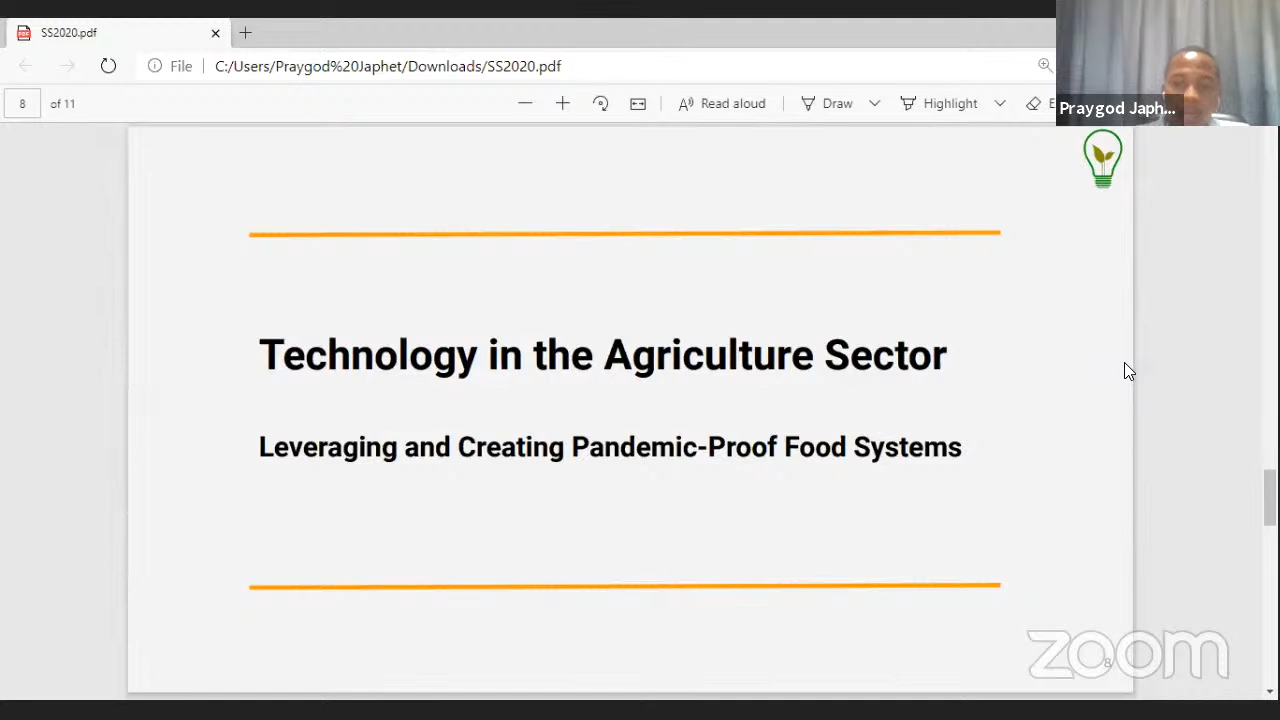 SS2020.pdf
File C:/Users/Praygod%20Japhet/Downloads/SS2020.pdf
8 of 11 Read aloud Draw Highlight
Praygod Japh...
Technology in the Agriculture Sector
Leveraging and Creating Pandemic-Proof Food Systems
zoom
8